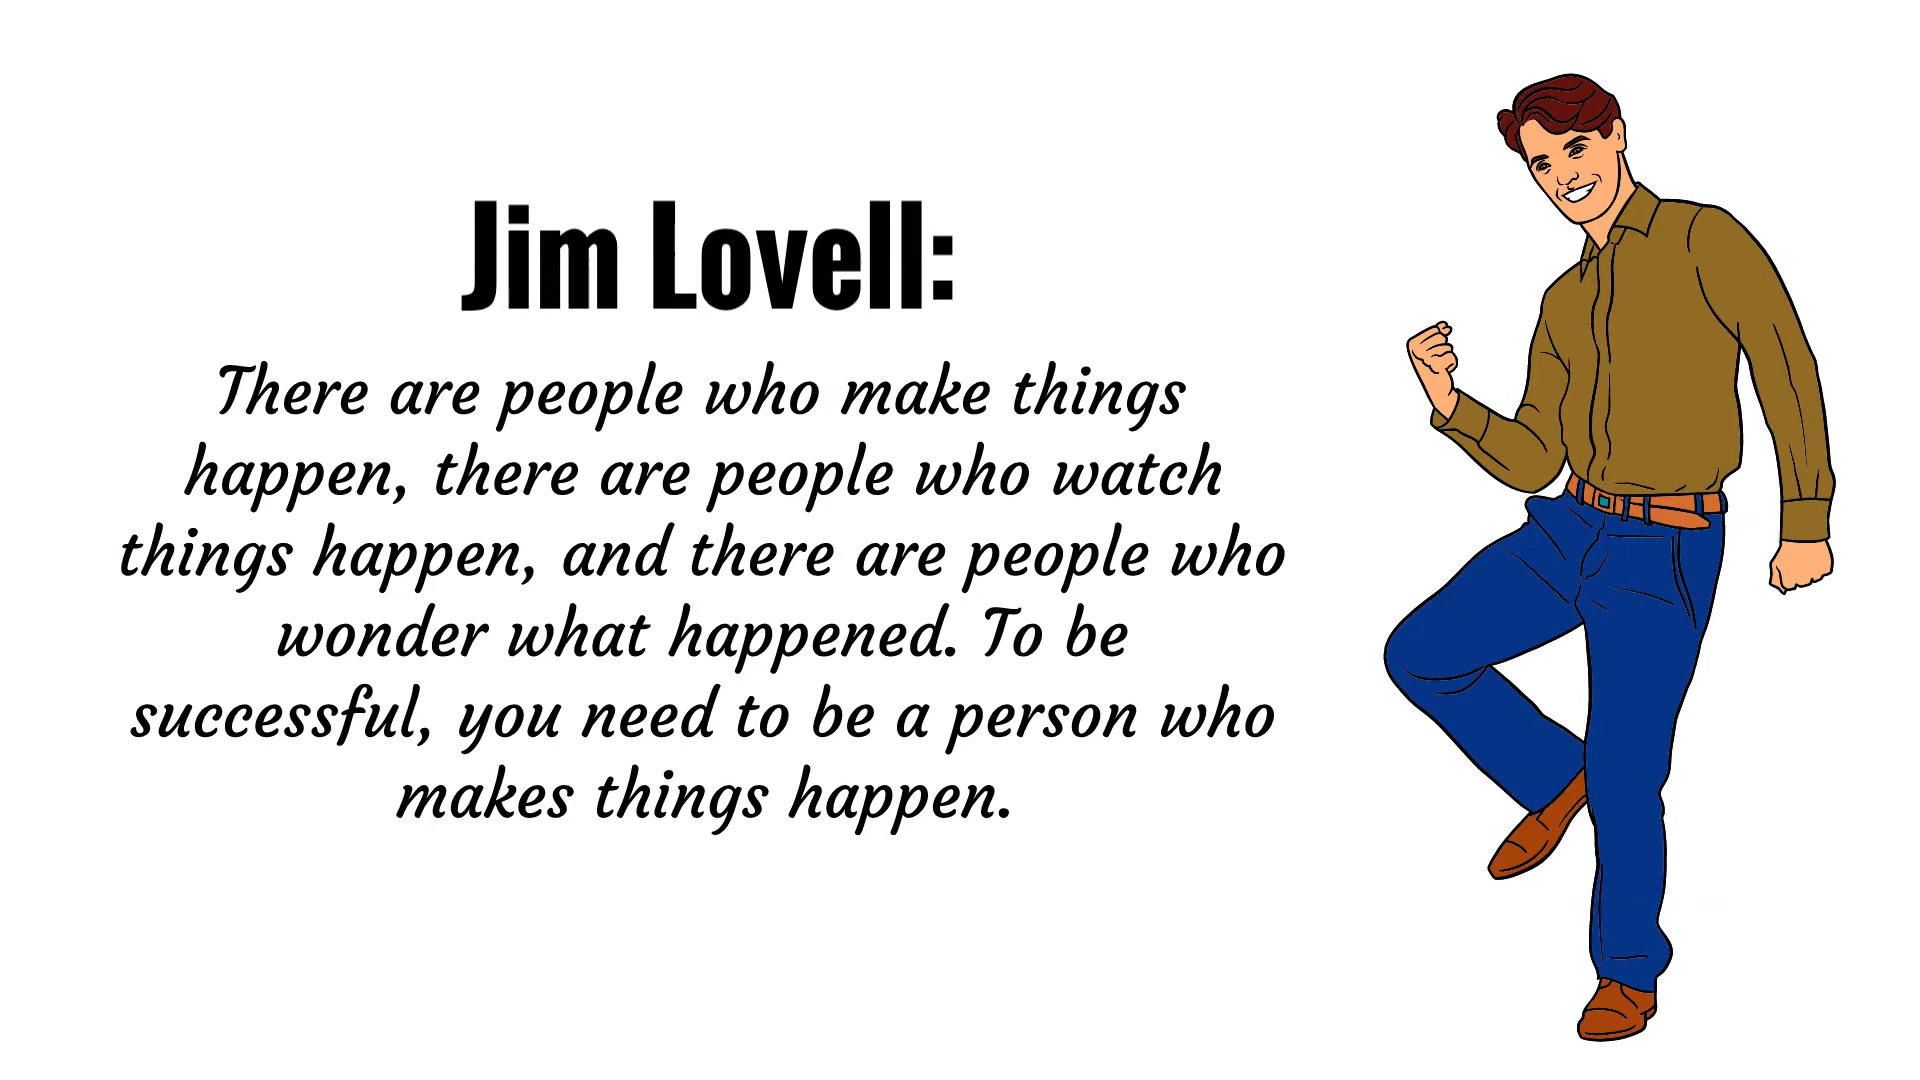 Jim Lovell:
There are people who make things
happen, there are people who watch
things happen, and there are people who
wonder what happened. To be
successful, you need to be a person who
makes things happen.